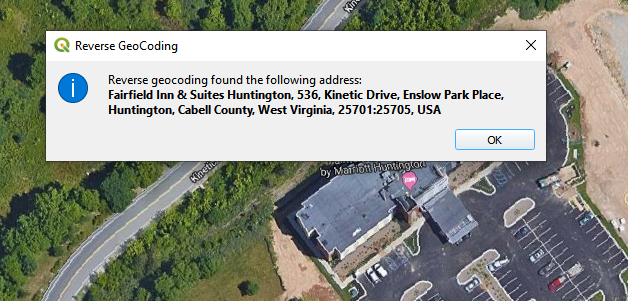 Reverse GeoCoding
Reverse geocoding found the following address:
Fairfield Inn & Suites Huntington, 536, Kinetic Drive, Enslow Park Place,
Huntington, Cabell County, West Virginia, 25701:25705, USA
OK
Kinetic
by Marriott Huntington